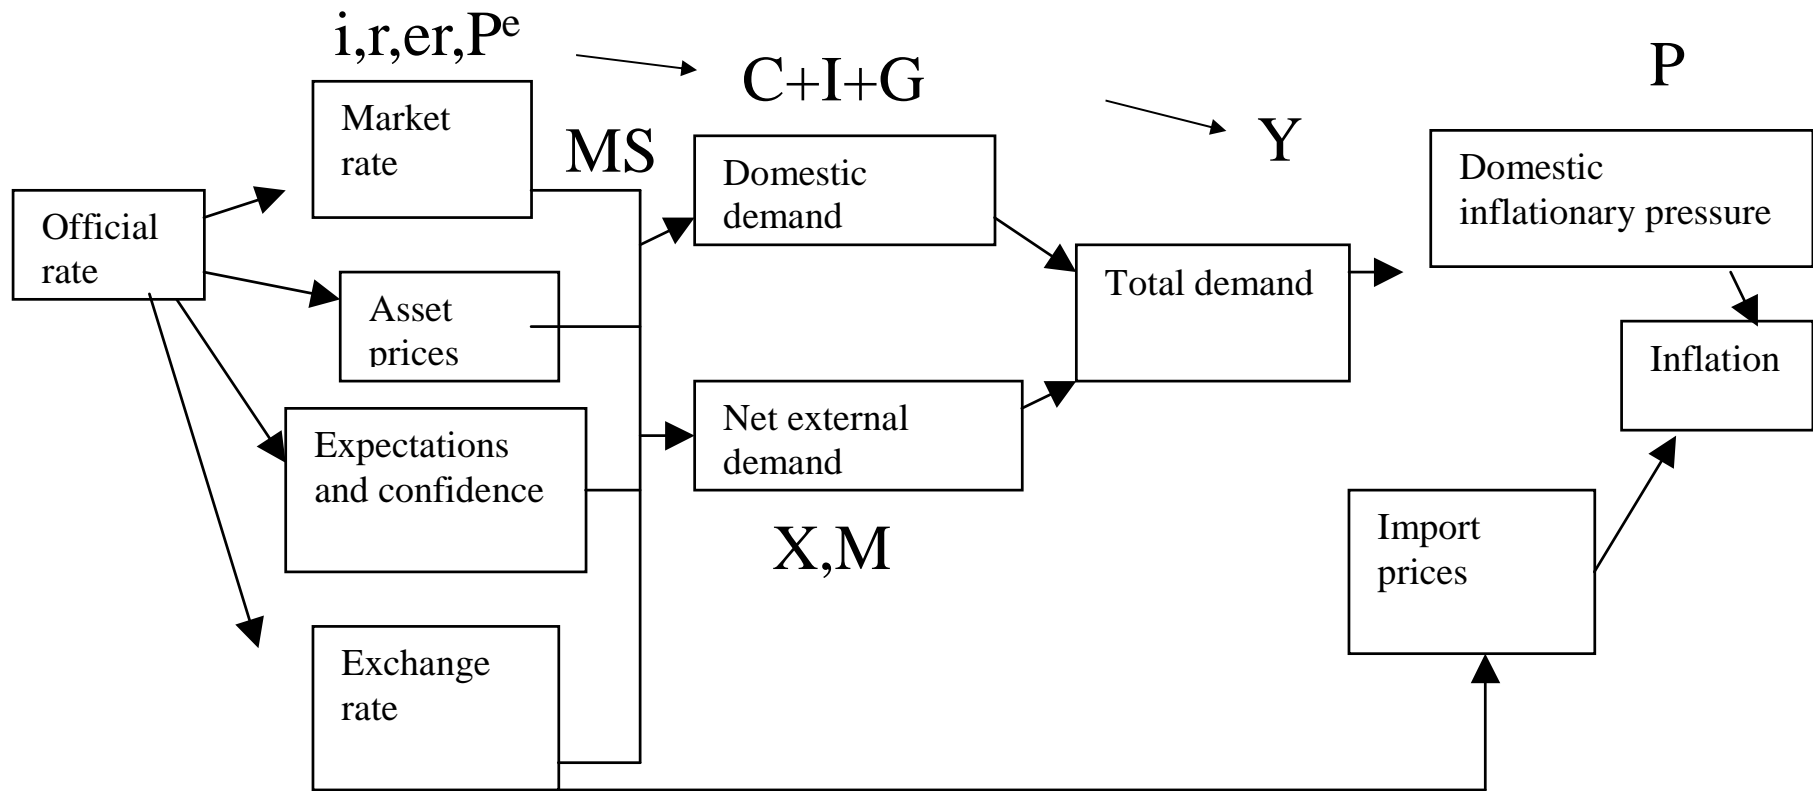 i,r,er,Pᵉ
C+I+G
P
MS
Y
Market
rate
Domestic
demand
Domestic
inflationary pressure
Official
rate
Total demand
Asset
prices
Inflation
Expectations
and confidence
Net external
demand
X,M
Import
prices
Exchange
rate